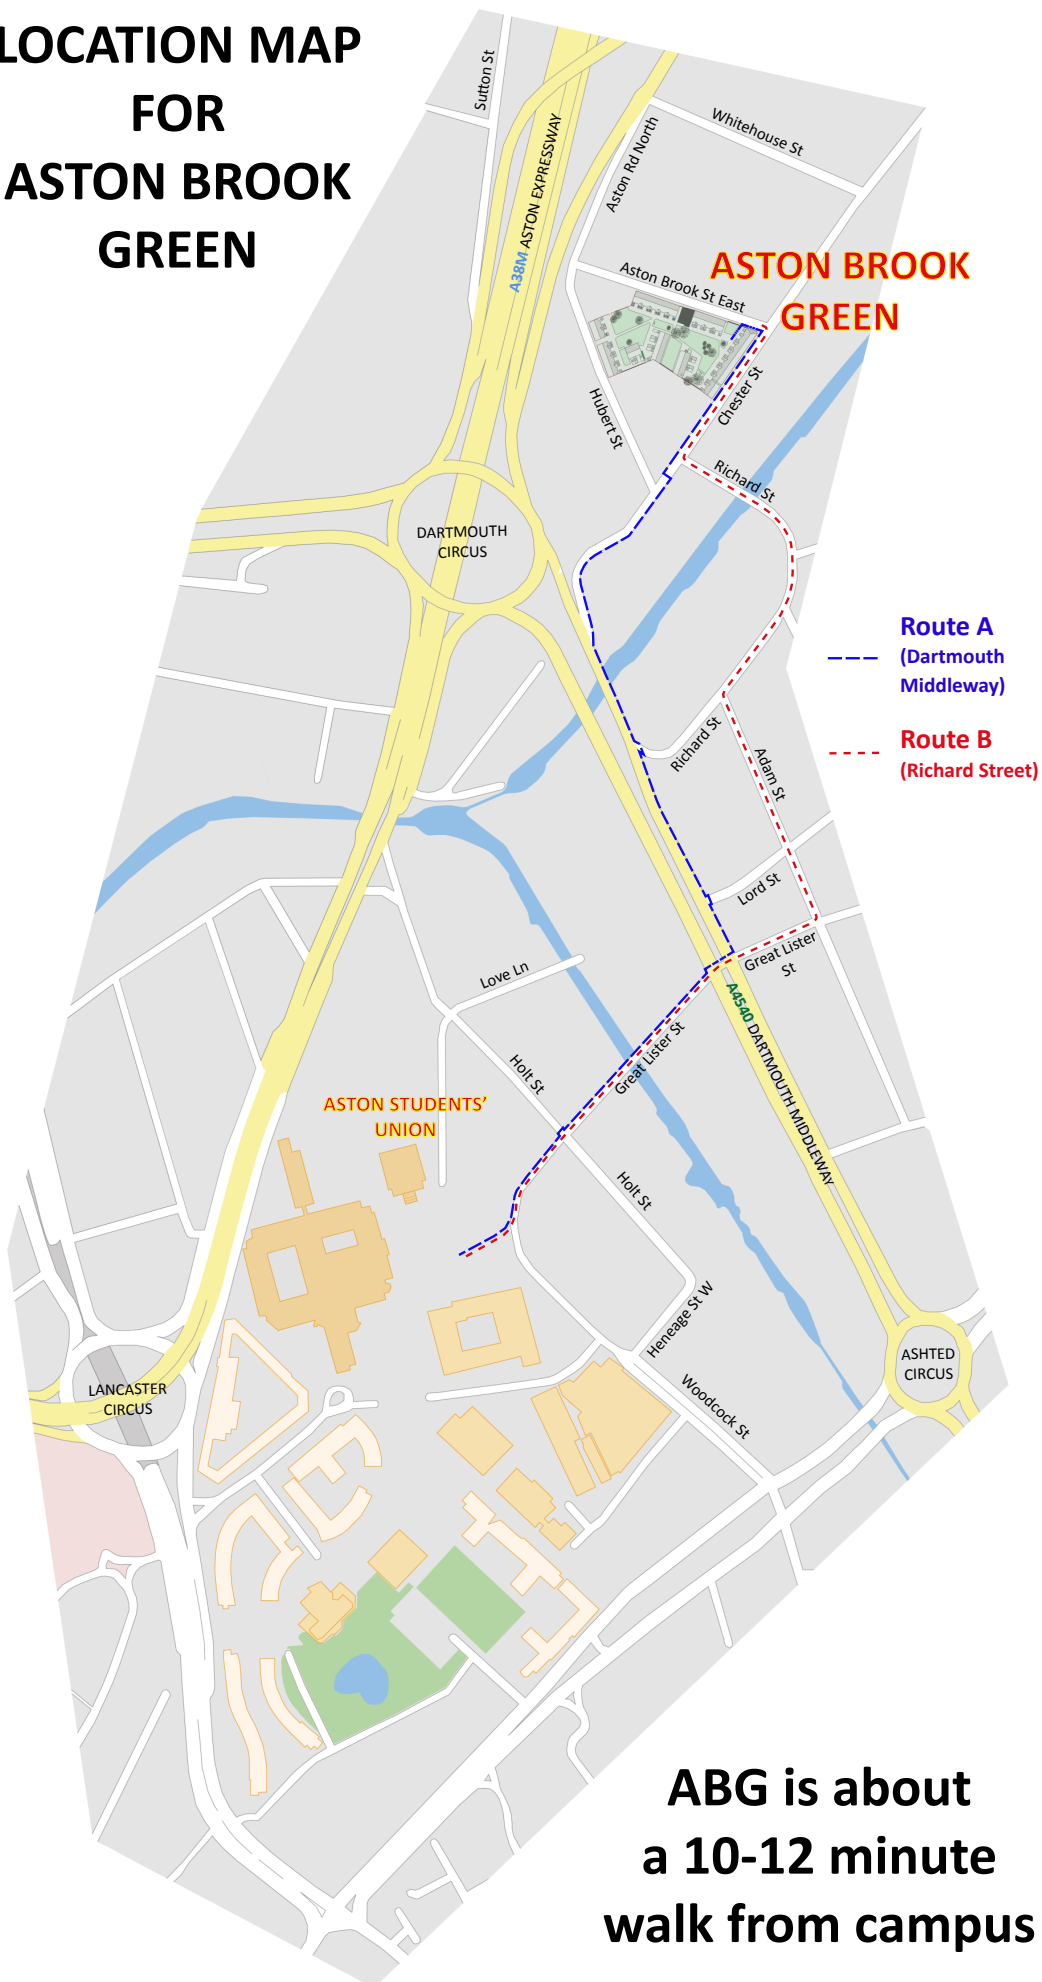 LOCATION MAP
FOR
ASTON BROOK
GREEN
Sutton St
Whitehouse St
Aston Rd North
A38M ASTON EXPRESSWAY
ASTON BROOK
GREEN
Aston Brook St East
Chester St
Hubert St
Richard St
DARTMOUTH
CIRCUS
Route A
(Dartmouth
Middleway)
Route B
(Richard Street)
Richard St
Adam St
Lord St
Great Lister
St
Love Ln
A4540 DARTMOUTH MIDDLEWAY
Great Lister St
Holt St
ASTON STUDENTS'
UNION
Holt St
Heneage St W
ASHTED
CIRCUS
LANCASTER
CIRCUS
Woodcock St
ABG is about
a 10-12 minute
walk from campus